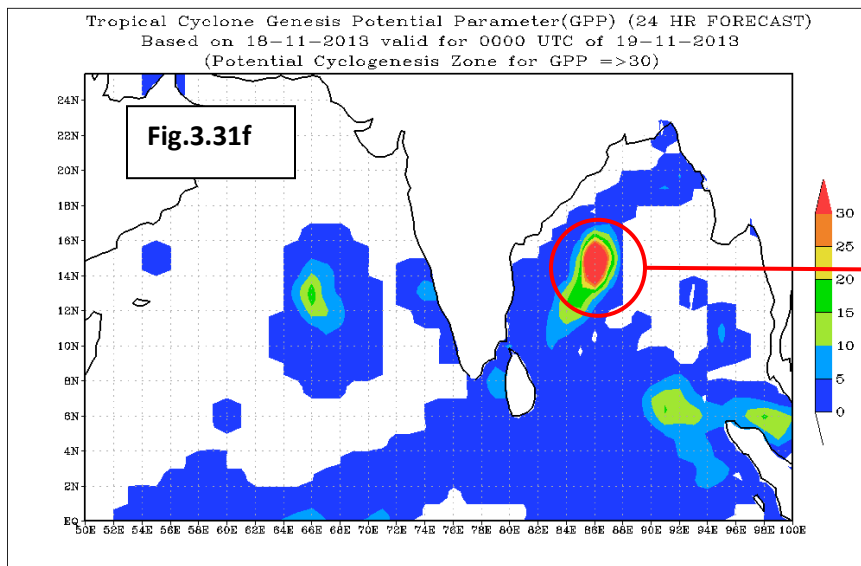 Tropical Cyclone Genesis Potential Parameter(GPP) (24 HR FORECAST)
Based on 18-11-2013 valid for 0000 UTC of 19-11-2013
(Potential Cyclogenesis Zone for GPP =>30)
Fig.3.31f
24N
22N
20N
18N
16N
14N
12N
10N
8N
6N
4N
2N
EQ
30
25
20
15
10
5
0
50E 52E 54E 56E 58E 60E 62E 64E 66E 68E 70E 72E 74E 76E 78E 80E 82E 84E 86E 88E 90E 92E 94E 96E 98E 100E